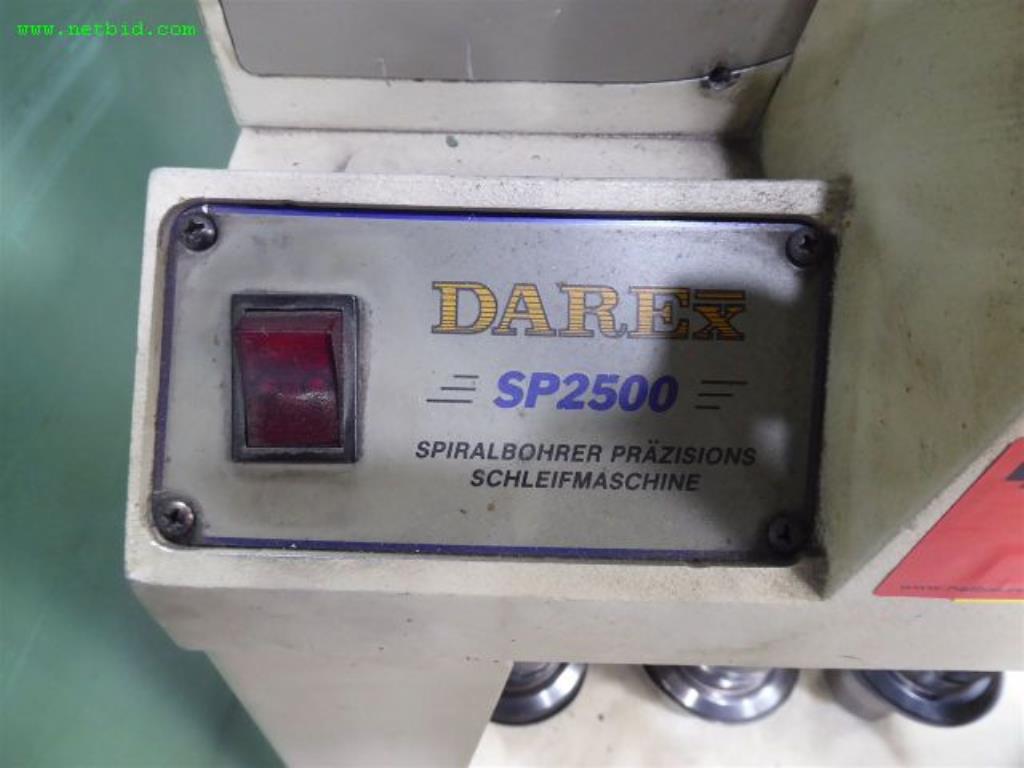 www.netbid.com
DAREX
SP2500
SPIRALBOHRER PRÄZISIONS
SCHLEIFMASCHINE